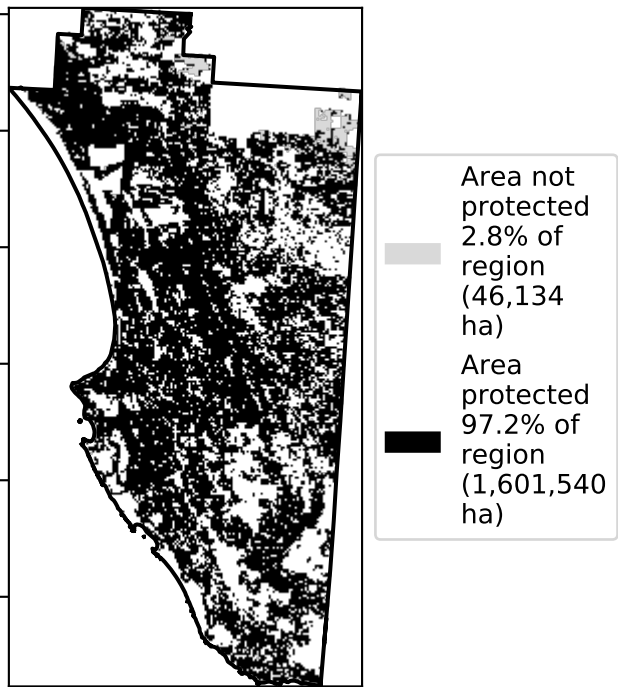 Area not
protected
2.8% of
region
(46,134
ha)
Area
protected
97.2% of
region
(1,601,540
ha)